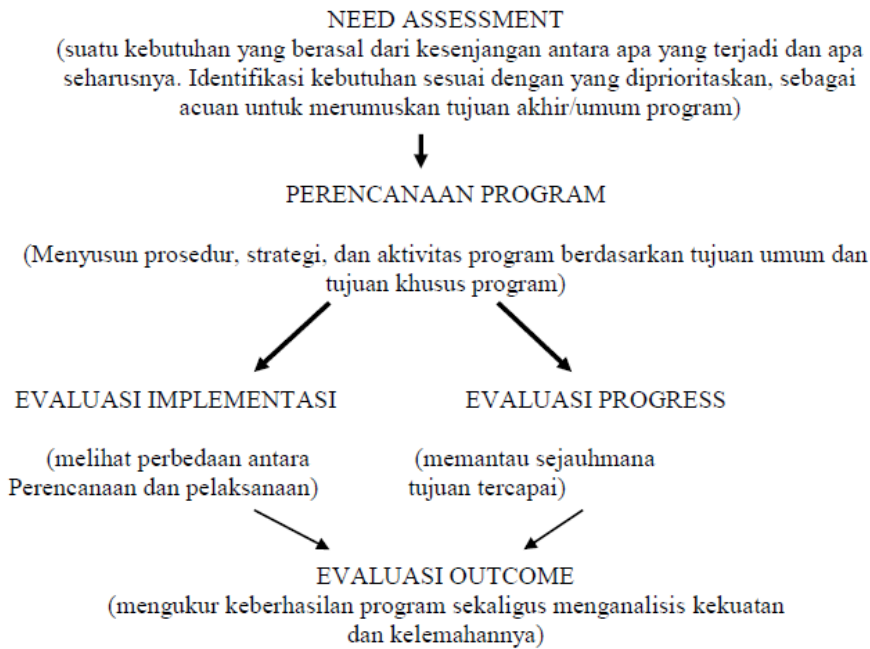 NEED ASSESSMENT
(suatu kebutuhan yang berasal dari kesenjangan antara apa yang terjadi dan apa
seharusnya. Identifikasi kebutuhan sesuai dengan yang diprioritaskan, sebagai
acuan untuk merumuskan tujuan akhir/umum program)
PERENCANAAN PROGRAM
(Menyusun prosedur, strategi, dan aktivitas program berdasarkan tujuan umum dan
tujuan khusus program)
EVALUASI IMPLEMENTASI
(melihat perbedaan antara
Perencanaan dan pelaksanaan)
EVALUASI PROGRESS
(memantau sejauhmana
tujuan tercapai)
EVALUASI OUTCOME
(mengukur keberhasilan program sekaligus menganalisis kekuatan
dan kelemahannya)